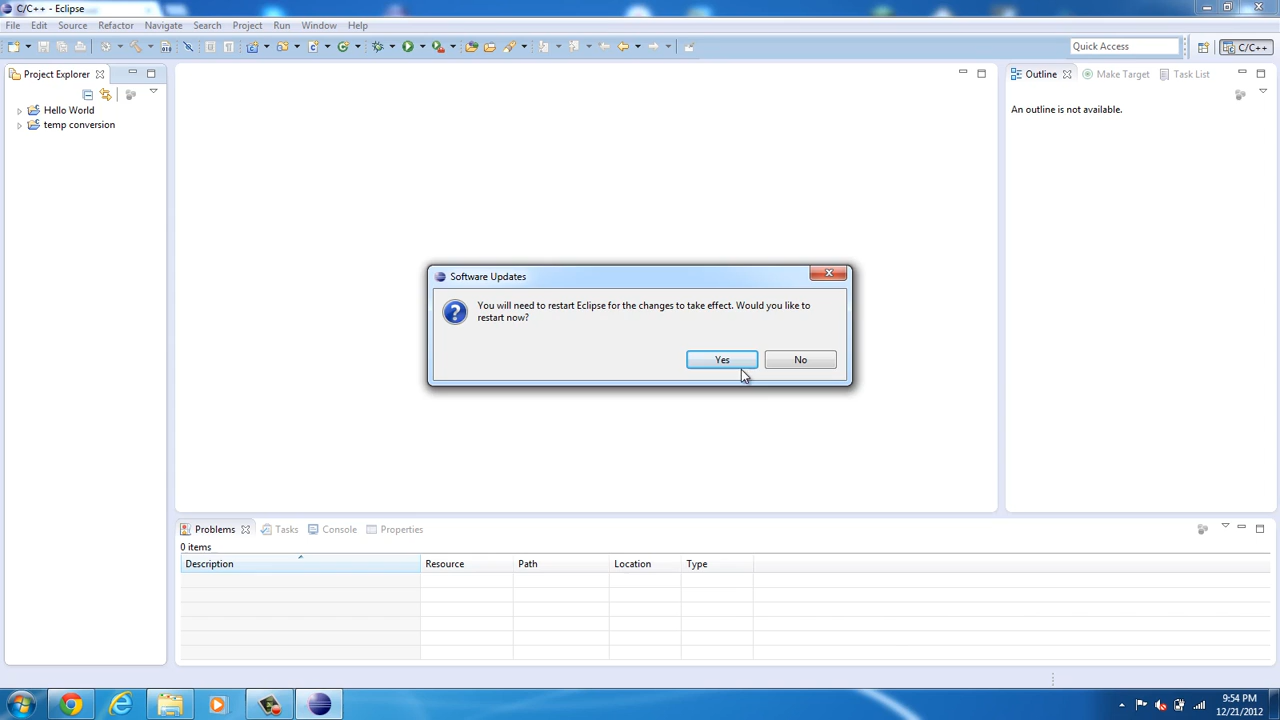 C/C++ - Eclipse
File Edit Source Refactor Navigate Search Project Run Window Help
Quick Access
C/C++
Project Explorer
Hello World
temp conversion
Outline Make Target Task List
An outline is not available.
Software Updates
You will need to restart Eclipse for the changes to take effect. Would you like to
restart now?
Yes No
Problems Tasks Console Properties
0 items
Description Resource Path Location Type
9:54 PM
12/21/2012